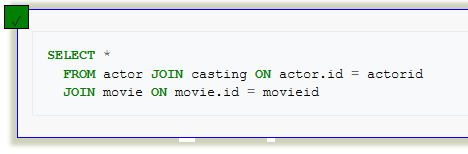 SELECT *
FROM actor JOIN casting ON actor.id = actorid
JOIN movie ON movie.id = movieid